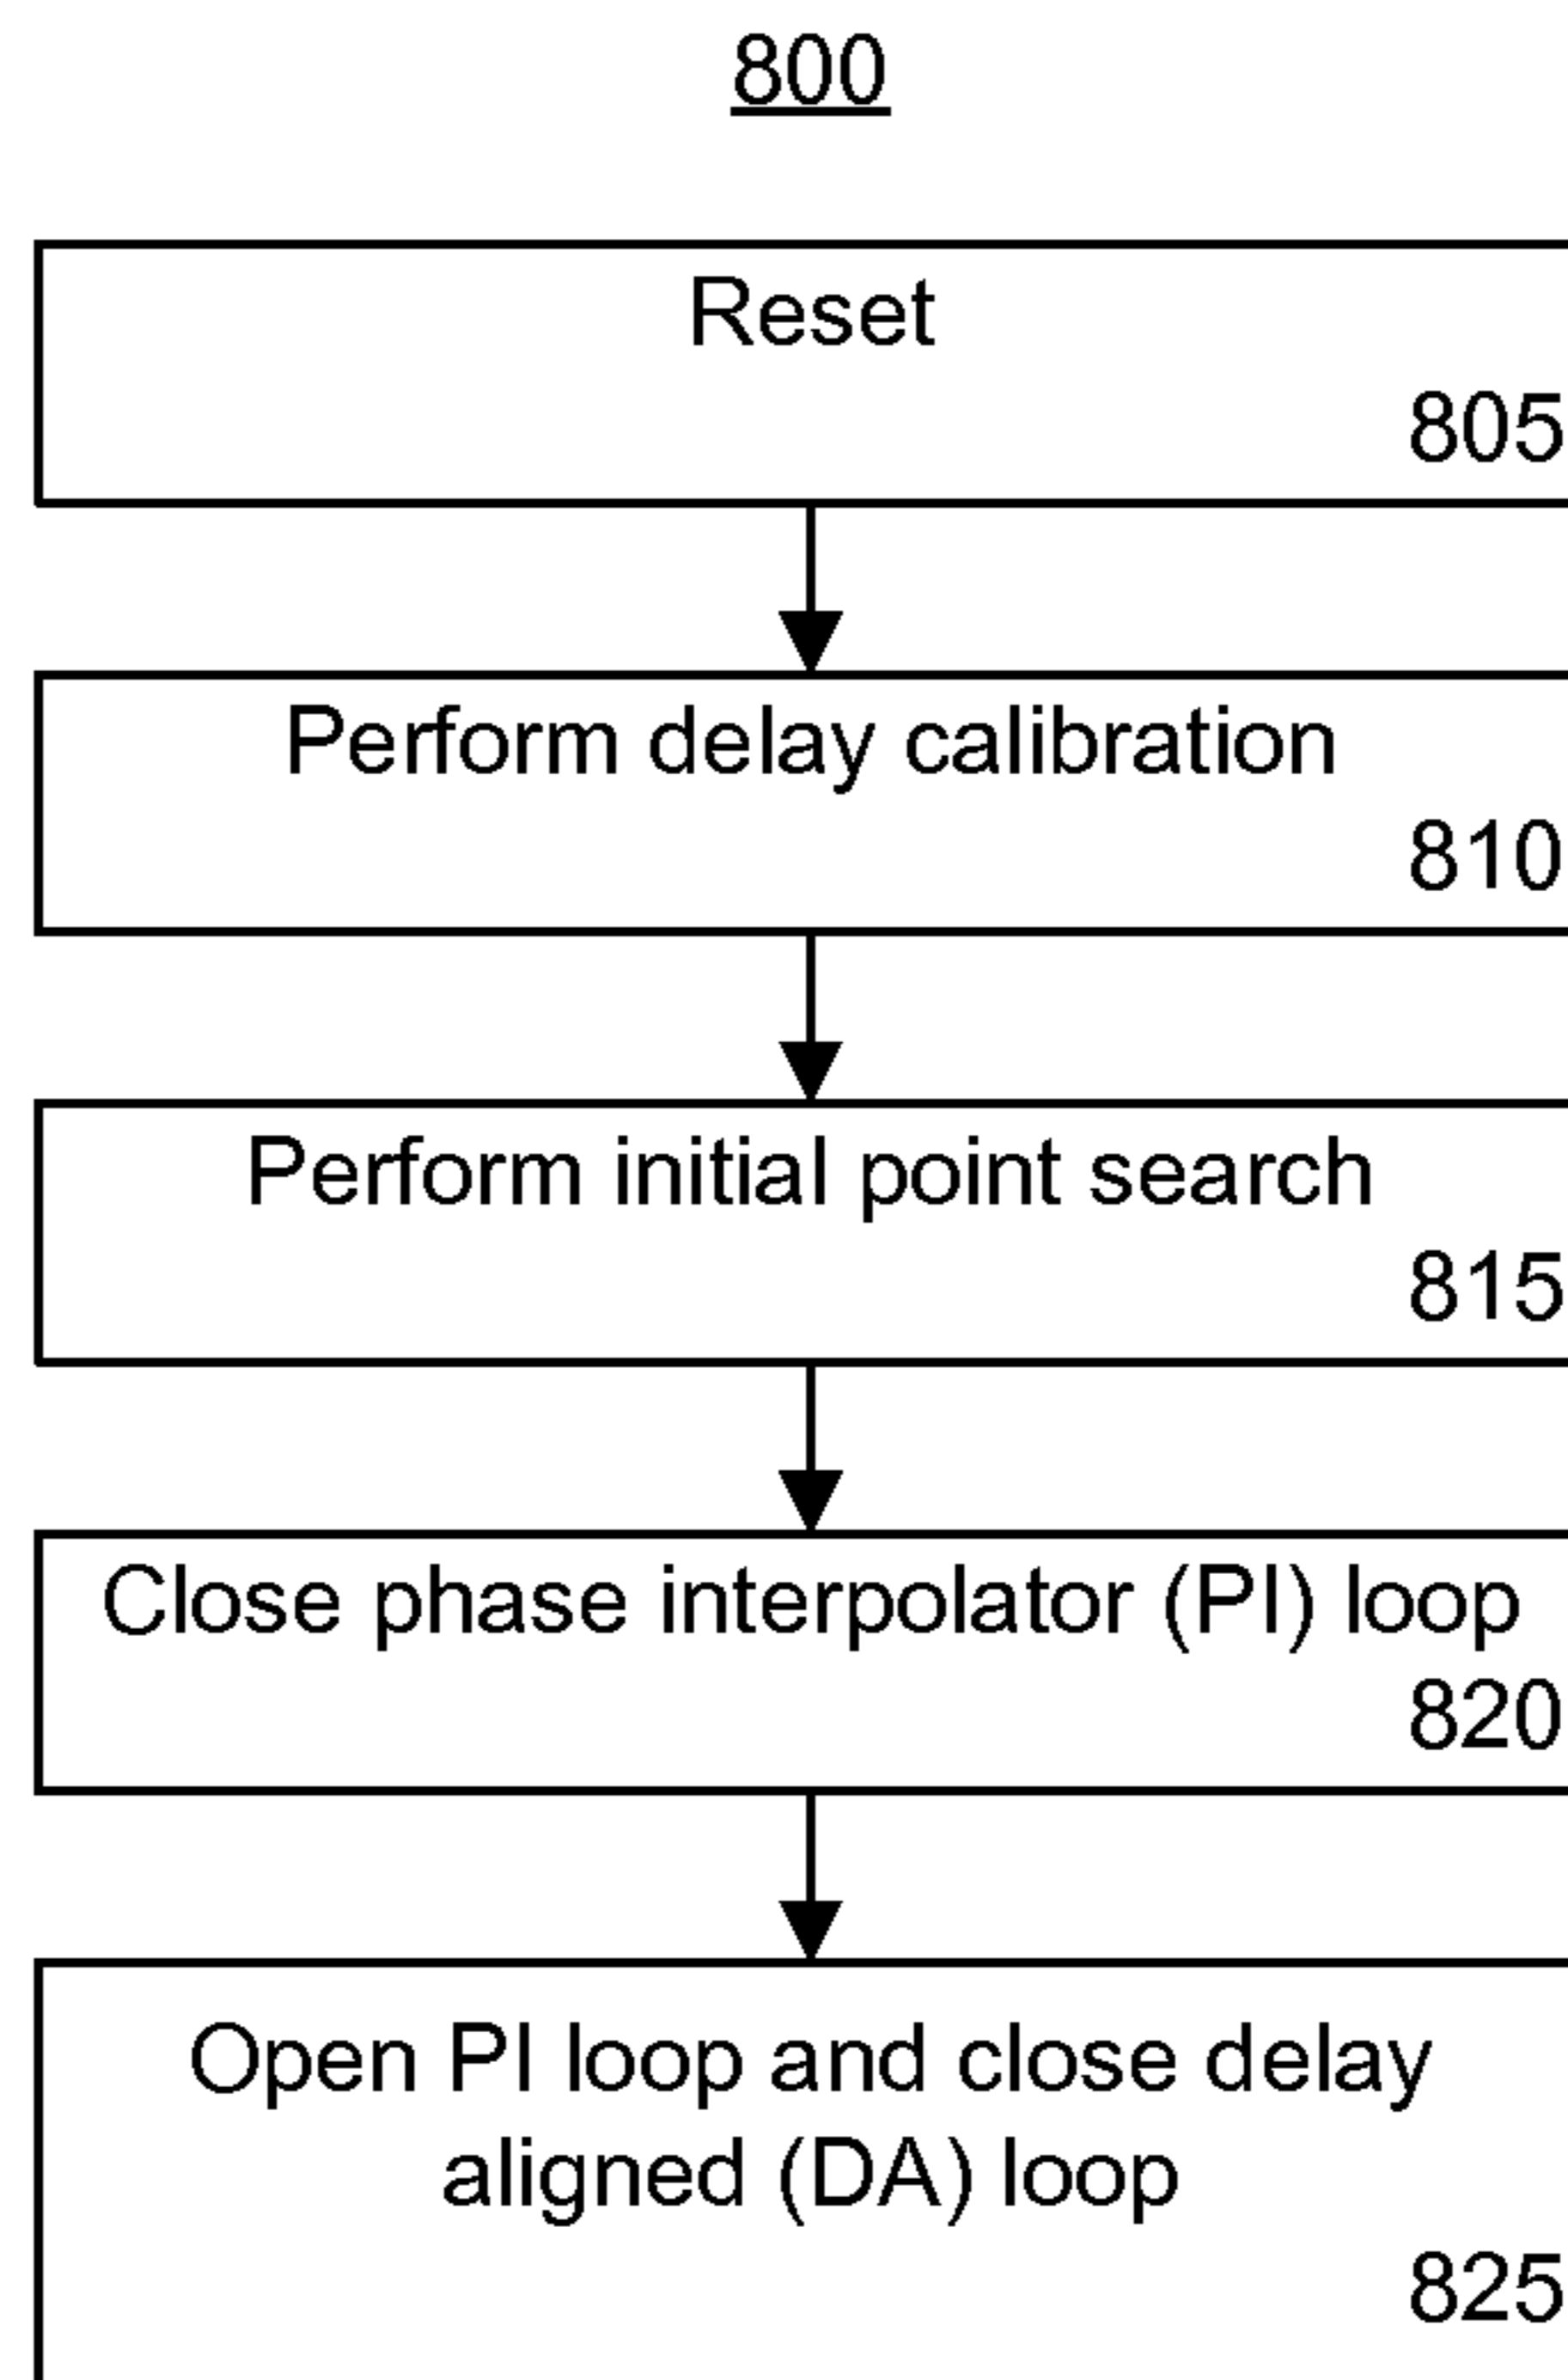 800
Reset
805
Perform delay calibration
810
Perform initial point search
815
Close phase interpolator (PI) loop
820
Open PI loop and close delay
aligned (DA) loop
825